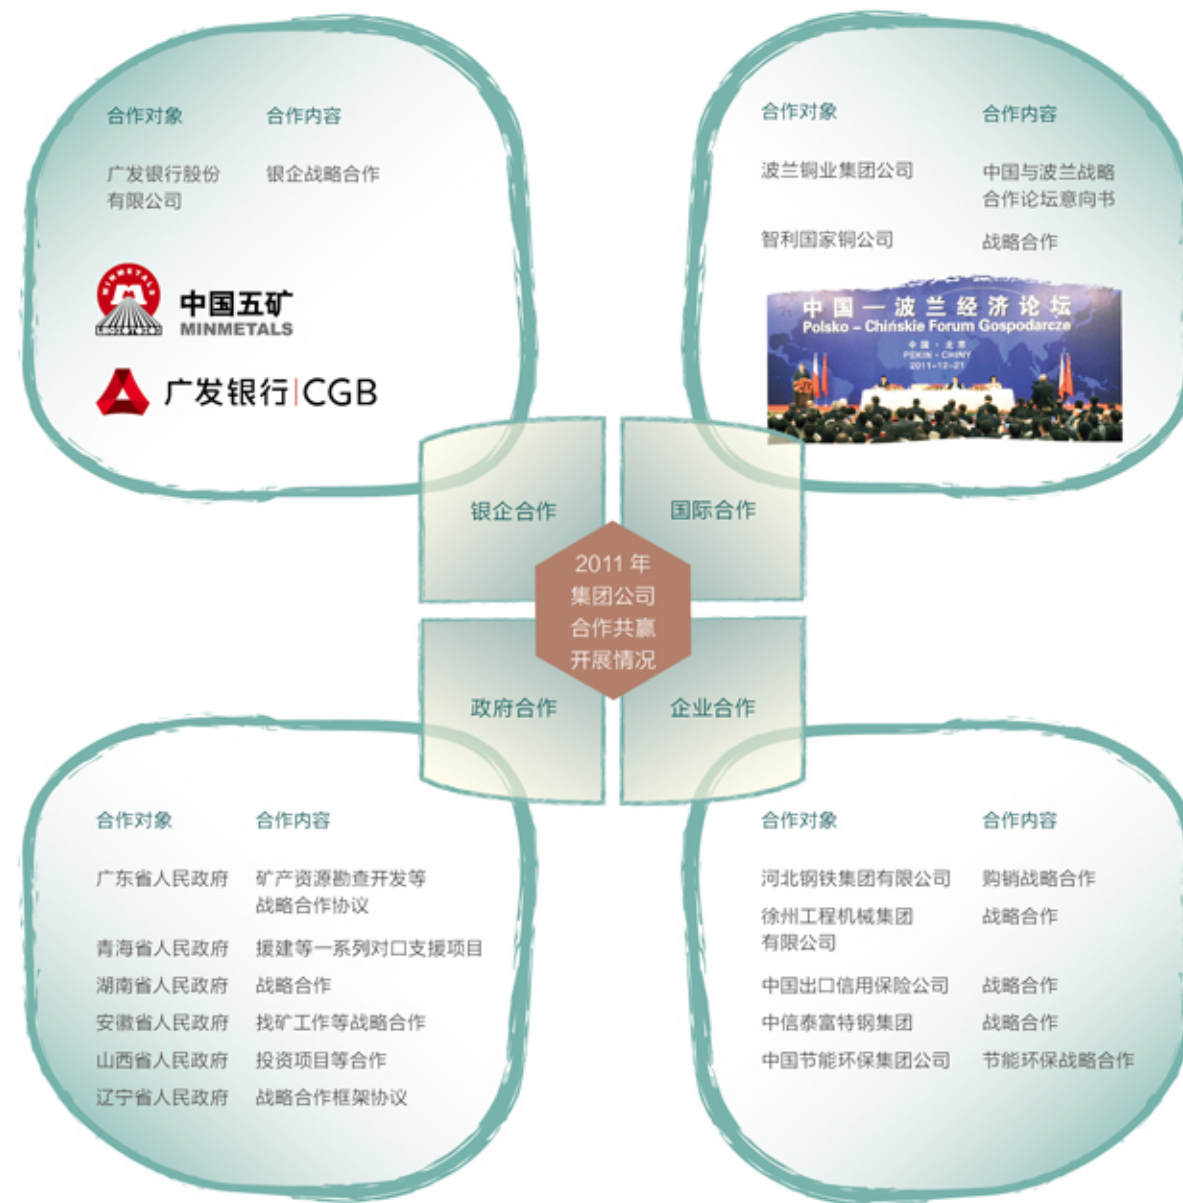 合作对象 合作内容
广发银行股份 银企战略合作
有限公司
MINMETALS
中国五矿
MINMETALS
广发银行 CGB
合作对象 合作内容
波兰铜业集团公司 中国与波兰战略
合作论坛意向书
智利国家铜公司 战略合作
中国—波兰经济论坛
Polsko – Chińskie Forum Gospodarcze
中国·北京
PEKIN - CHINY
2011-12-21
银企合作 国际合作
2011 年
集团公司
合作共赢
开展情况
政府合作 企业合作
合作对象 合作内容
广东省人民政府 矿产资源勘查开发等
战略合作协议
青海省人民政府 援建等一系列对口支援项目
湖南省人民政府 战略合作
安徽省人民政府 找矿工作等战略合作
山西省人民政府 投资项目等合作
辽宁省人民政府 战略合作框架协议
合作对象 合作内容
河北钢铁集团有限公司 购销战略合作
徐州工程机械集团 战略合作
有限公司
中国出口信用保险公司 战略合作
中信泰富特钢集团 战略合作
中国节能环保集团公司 节能环保战略合作